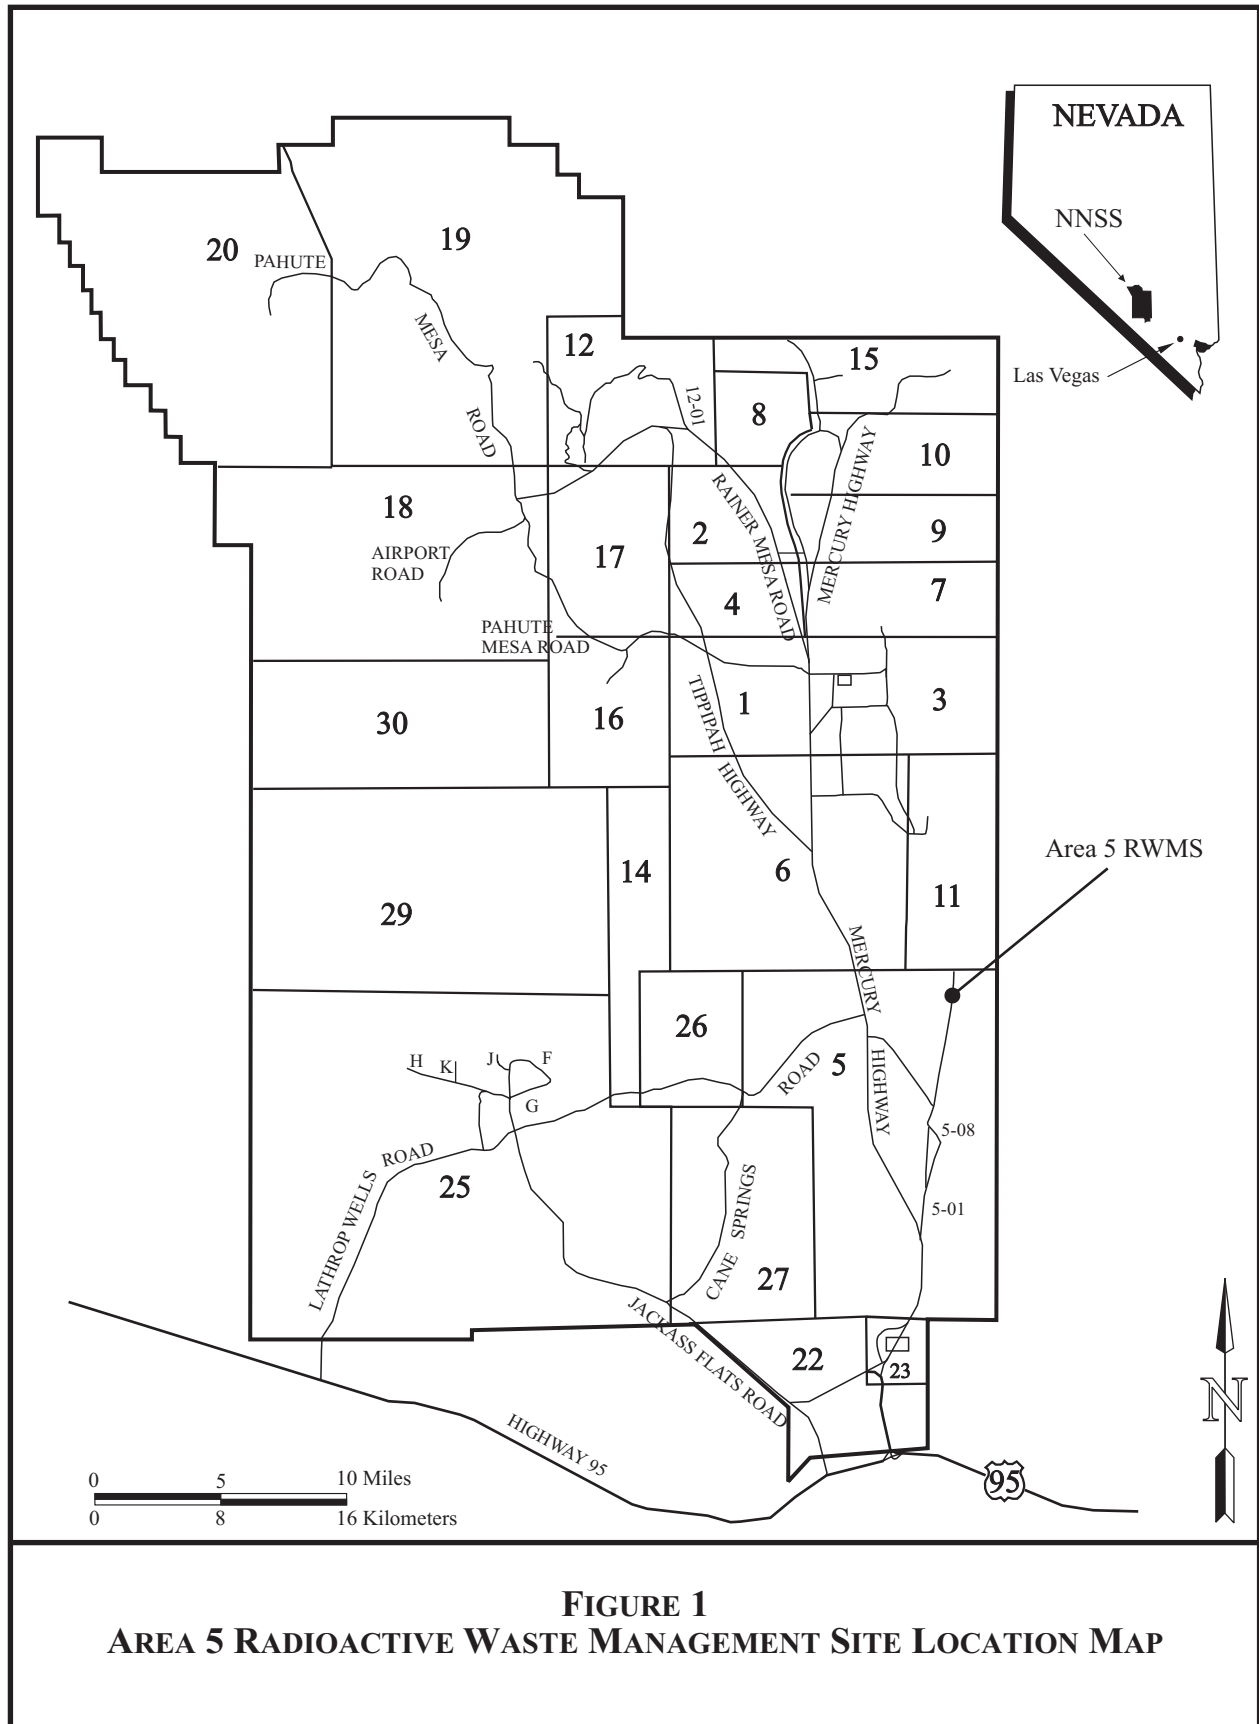 NEVADA
NNSS
Las Vegas
20
19
PAHUTE
MESA
ROAD
12
15
12-01
8
10
MERCURY HIGHWAY
RAINER MESA ROAD
18
2
9
17
AIRPORT
ROAD
4
7
PAHUTE
MESA ROAD
TIPPIPAH HIGHWAY
1
3
16
30
Area 5 RWMS
14
6
11
29
MERCURY
HIGHWAY
26
5
ROAD
H
K
J
F
G
5-08
LATHROP WELLS ROAD
25
CANE SPRINGS
5-01
27
JACKASS FLATS ROAD
22
23
HIGHWAY 95
95
N
0 5 10 Miles
0 8 16 Kilometers
FIGURE 1
AREA 5 RADIOACTIVE WASTE MANAGEMENT SITE LOCATION MAP